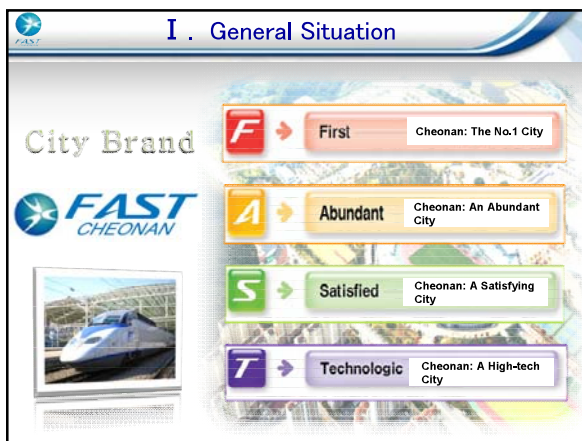 FAST
Ⅰ. General Situation
City Brand
FAST
CHEONAN
F First Cheonan: The No.1 City
A Abundant Cheonan: An Abundant
City
S Satisfied Cheonan: A Satisfying
City
T Technologic Cheonan: A High-tech
City